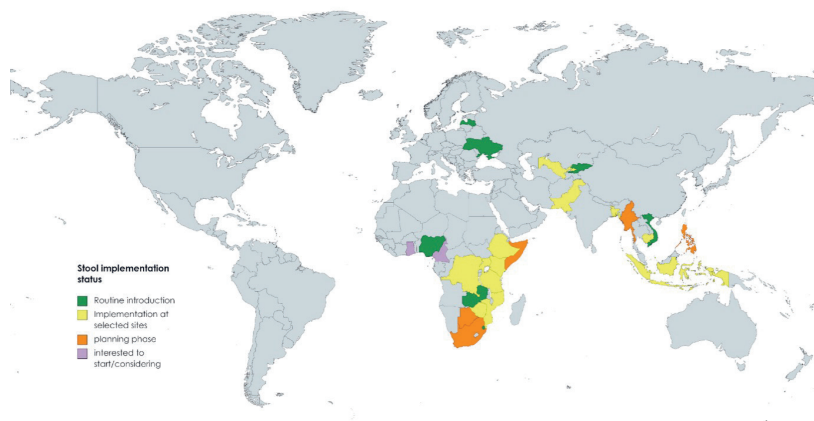 Stool implementation
status
Routine introduction
Implementation at
selected sites
planning phase
interested to
start/considering